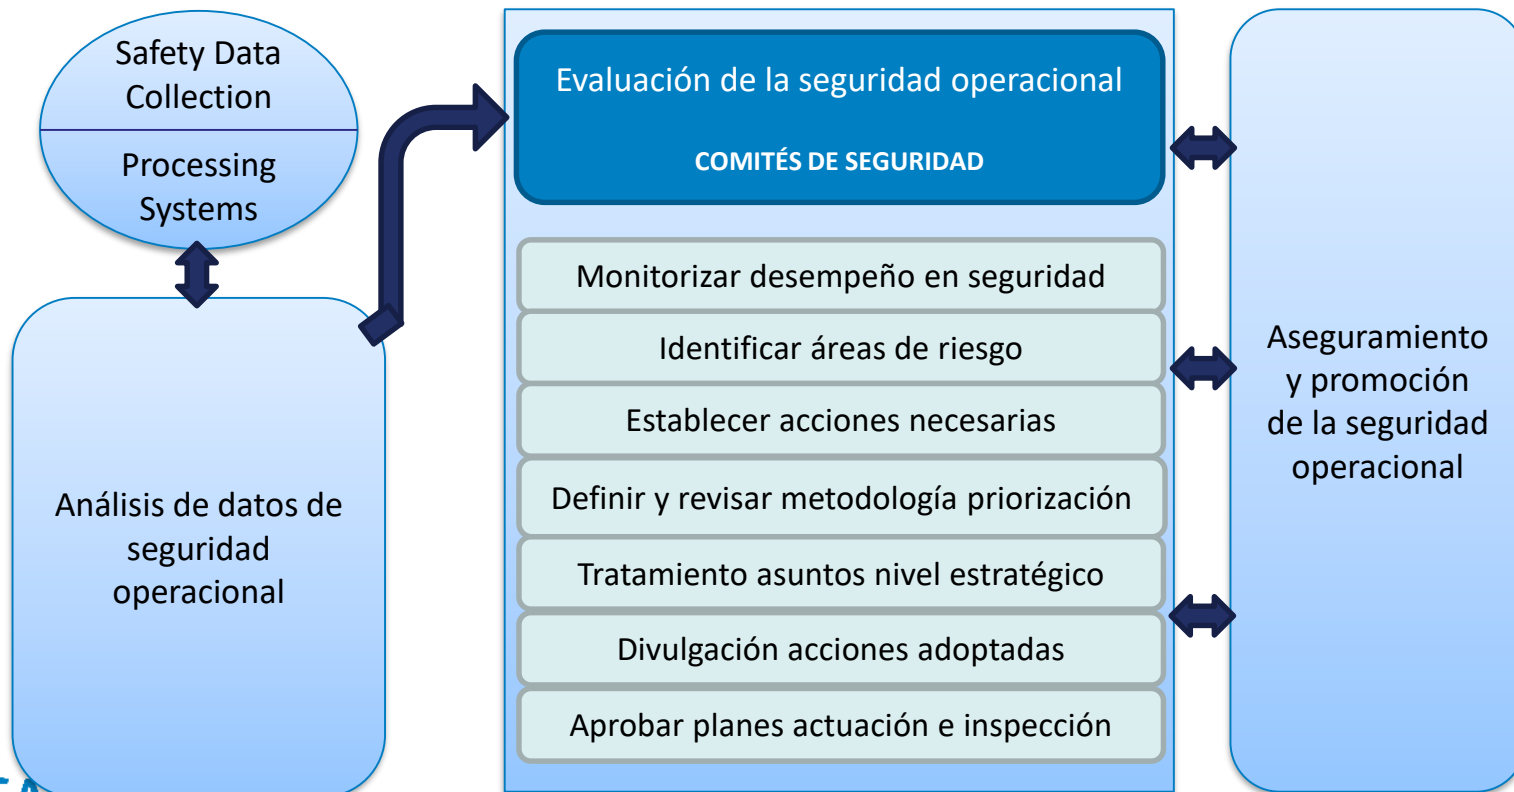 Safety Data
Collection
Processing
Systems
Análisis de datos de
seguridad
operacional
Evaluación de la seguridad operacional
COMITÉS DE SEGURIDAD
Monitorizar desempeño en seguridad
Identificar áreas de riesgo
Establecer acciones necesarias
Definir y revisar metodología priorización
Tratamiento asuntos nivel estratégico
Divulgación acciones adoptadas
Aprobar planes actuación e inspección
Aseguramiento
y promoción
de la seguridad
operacional